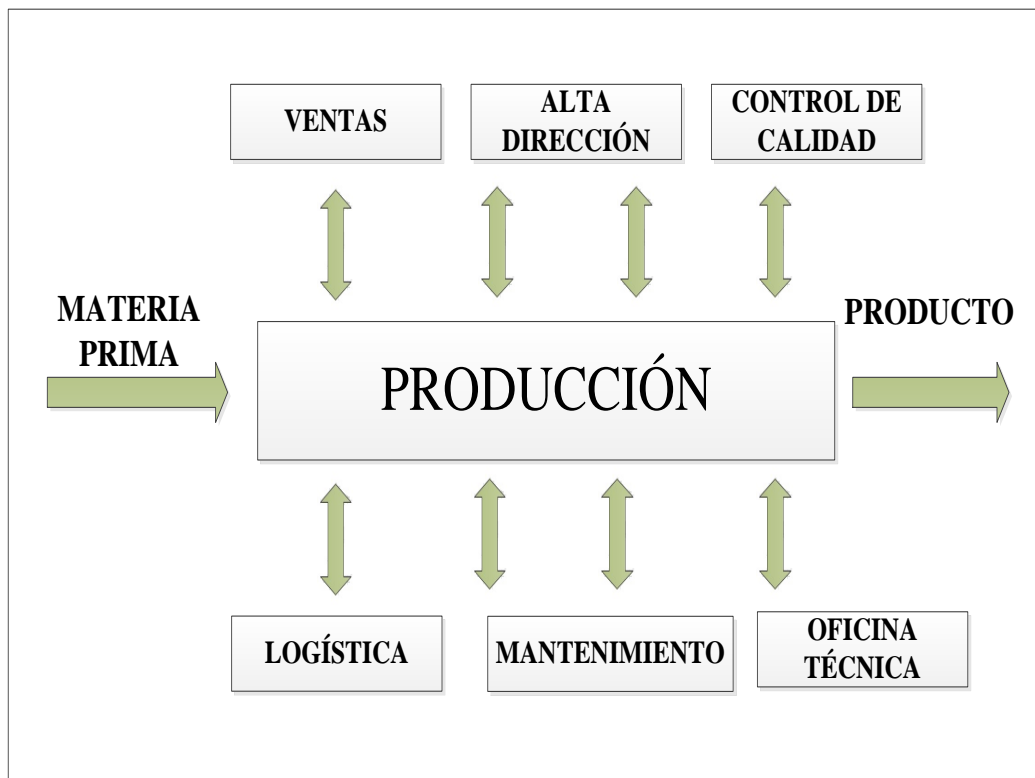 VENTAS
ALTA
DIRECCIÓN
CONTROL DE
CALIDAD
MATERIA
PRIMA
PRODUCCIÓN
PRODUCTO
LOGÍSTICA
MANTENIMIENTO
OFICINA
TÉCNICA